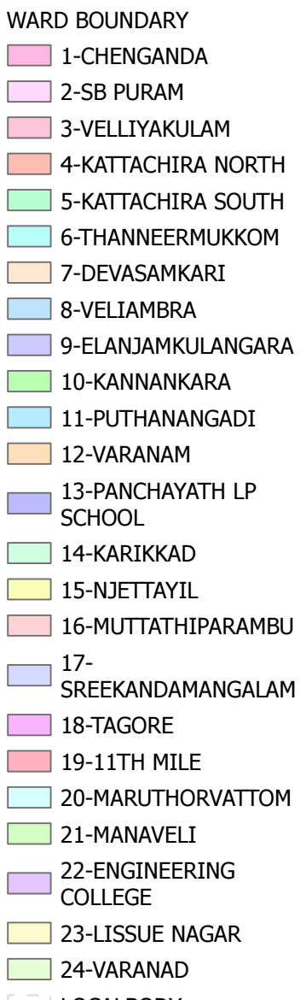 WARD BOUNDARY
1-CHENGANDA
2-SB PURAM
3-VELLIYAKULAM
4-KATTACHIRA NORTH
5-KATTACHIRA SOUTH
6-THANNEERMUKKOM
7-DEVASAMKARI
8-VELIAMBRA
9-ELANJAMKULANGARA
10-KANNANKARA
11-PUTHANANGADI
12-VARANAM
13-PANCHAYATH LP
SCHOOL
14-KARIKKAD
15-NJETTAYIL
16-MUTTATHIPARAMBU
17-
SREEKANDAMANGALAM
18-TAGORE
19-11TH MILE
20-MARUTHORVATTOM
21-MANAVELI
22-ENGINEERING
COLLEGE
23-LISSUE NAGAR
24-VARANAD